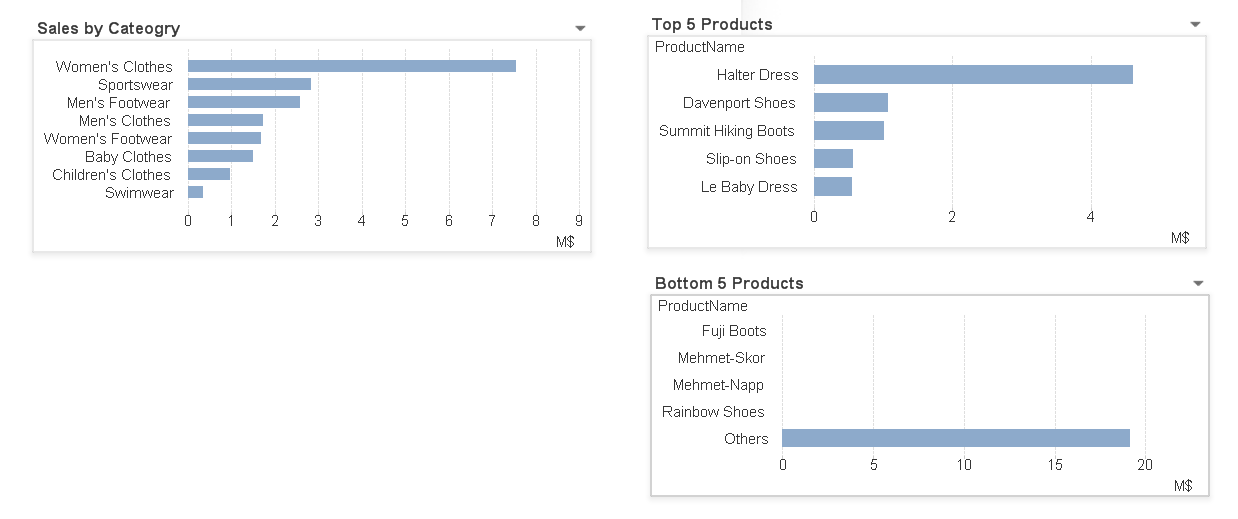 Sales by Cateogry
Women's Clothes
Sportswear
Men's Footwear
Men's Clothes
Women's Footwear
Baby Clothes
Children's Clothes
Swimwear
0 1 2 3 4 5 6 7 8 9
M$
Top 5 Products
ProductName
Halter Dress
Davenport Shoes
Summit Hiking Boots
Slip-on Shoes
Le Baby Dress
0 2 4
M$
Bottom 5 Products
ProductName
Fuji Boots
Mehmet-Skor
Mehmet-Napp
Rainbow Shoes
Others
0 5 10 15 20
M$